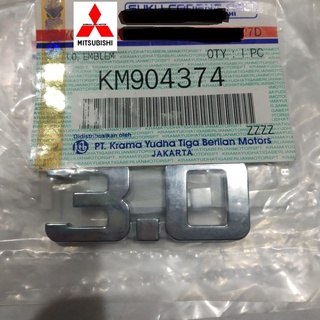 MITSUBISHI
SUKU CADANG
EMBLEM
QTY : 1 PC
KM904374
Didistribusikan oleh
ZZZZ
PT. Krama Yudha Tiga Berlian Motors
JAKARTA
3.0